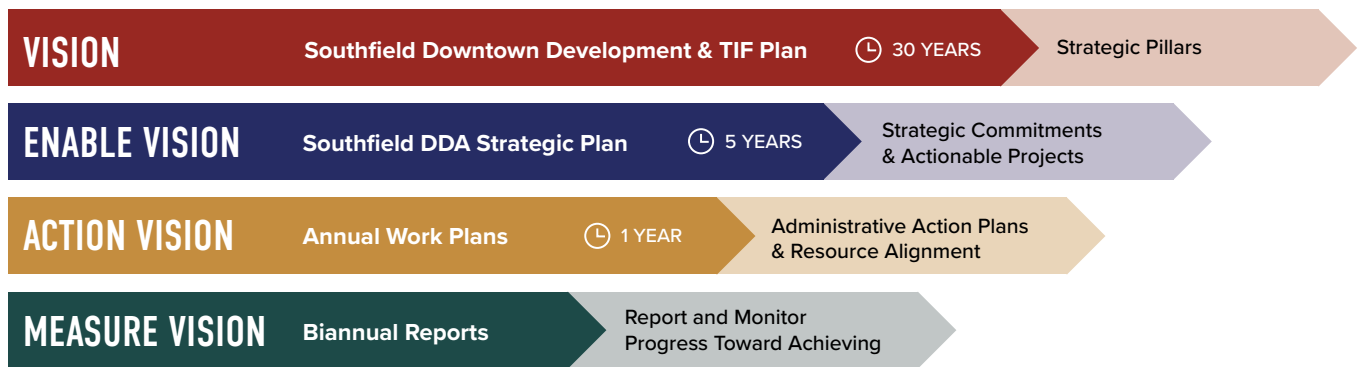 VISION Southfield Downtown Development & TIF Plan 30 YEARS Strategic Pillars
ENABLE VISION Southfield DDA Strategic Plan 5 YEARS Strategic Commitments
& Actionable Projects
ACTION VISION Annual Work Plans 1 YEAR Administrative Action Plans
& Resource Alignment
MEASURE VISION Biannual Reports Report and Monitor
Progress Toward Achieving